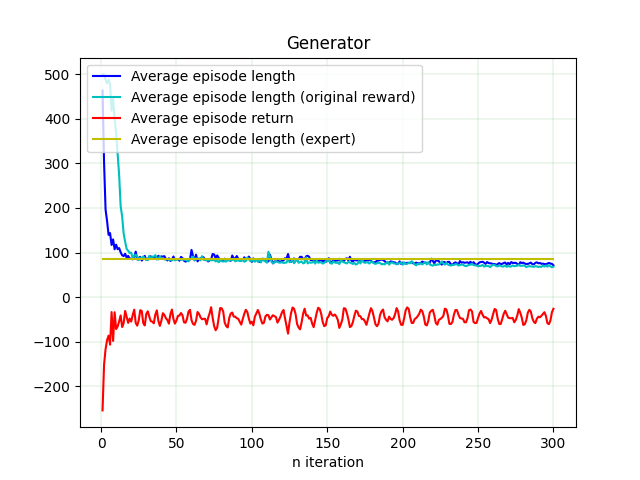 Generator
Average episode length
Average episode length (original reward)
Average episode return
Average episode length (expert)
500
400
300
200
100
0
−100
−200
0 50 100 150 200 250 300
n iteration